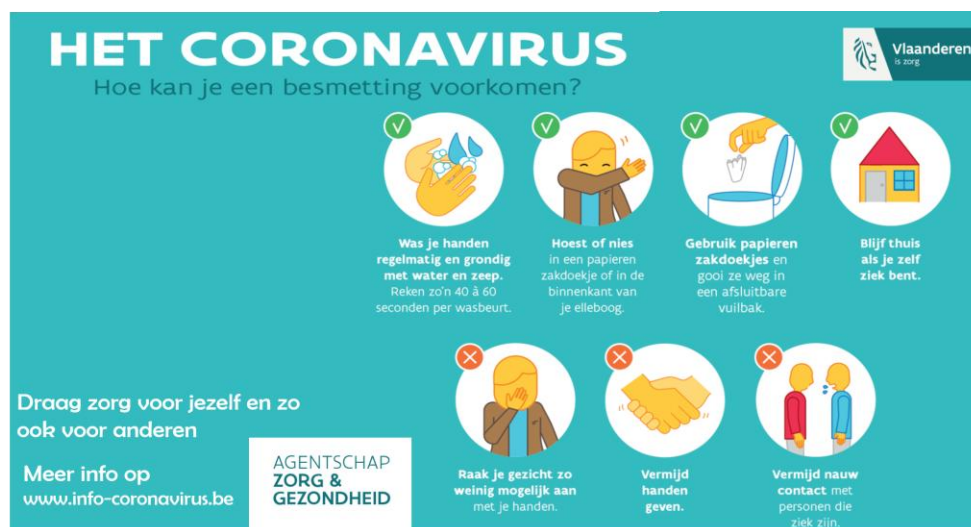 HET CORONAVIRUS
Hoe kan je een besmetting voorkomen?
Vlaanderen
is zorg
Was je handen
regelmatig en grondig
met water en zeep.
Reken zo'n 40 à 60
seconden per wasbeurt.
Hoest of nies
in een papieren
zakdoekje of in de
binnenkant van
je elleboog.
Gebruik papieren
zakdoekjes en
gooi ze weg in
een afsluitbare
vuilbak.
Blijf thuis
als je zelf
ziek bent.
Raak je gezicht zo
weinig mogelijk aan
met je handen.
Vermijd
handen
geven.
Vermijd nauw
contact met
personen die
ziek zijn.
Draag zorg voor jezelf en zo
ook voor anderen
Meer info op
www.info-coronavirus.be
AGENTSCHAP
ZORG &
GEZONDHEID